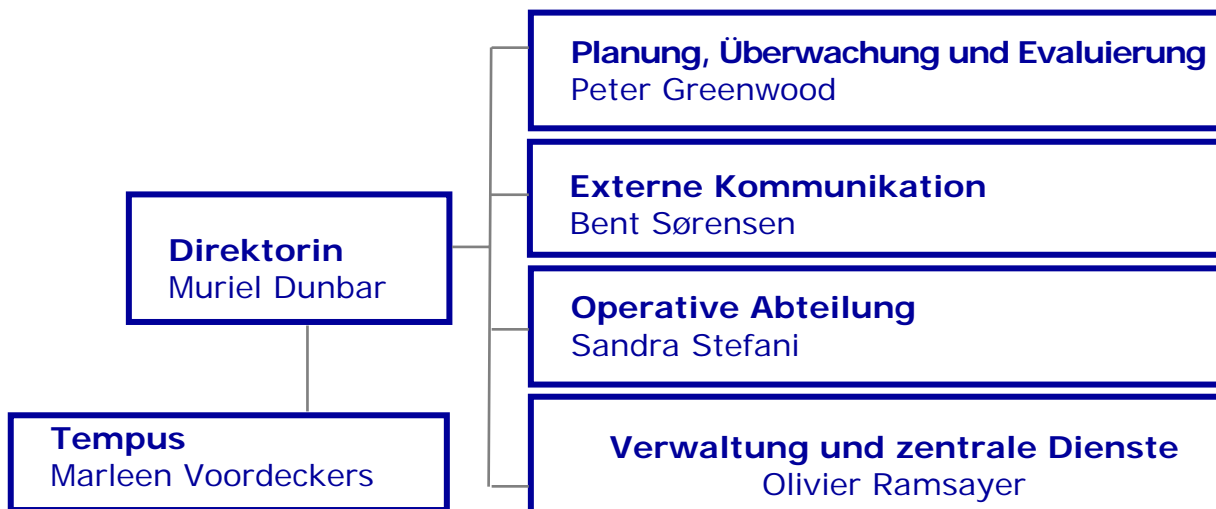 Planung, Überwachung und Evaluierung
Peter Greenwood
Externe Kommunikation
Bent Sørensen
Direktorin
Muriel Dunbar
Operative Abteilung
Sandra Stefani
Tempus
Marleen Voordeckers
Verwaltung und zentrale Dienste
Olivier Ramsayer